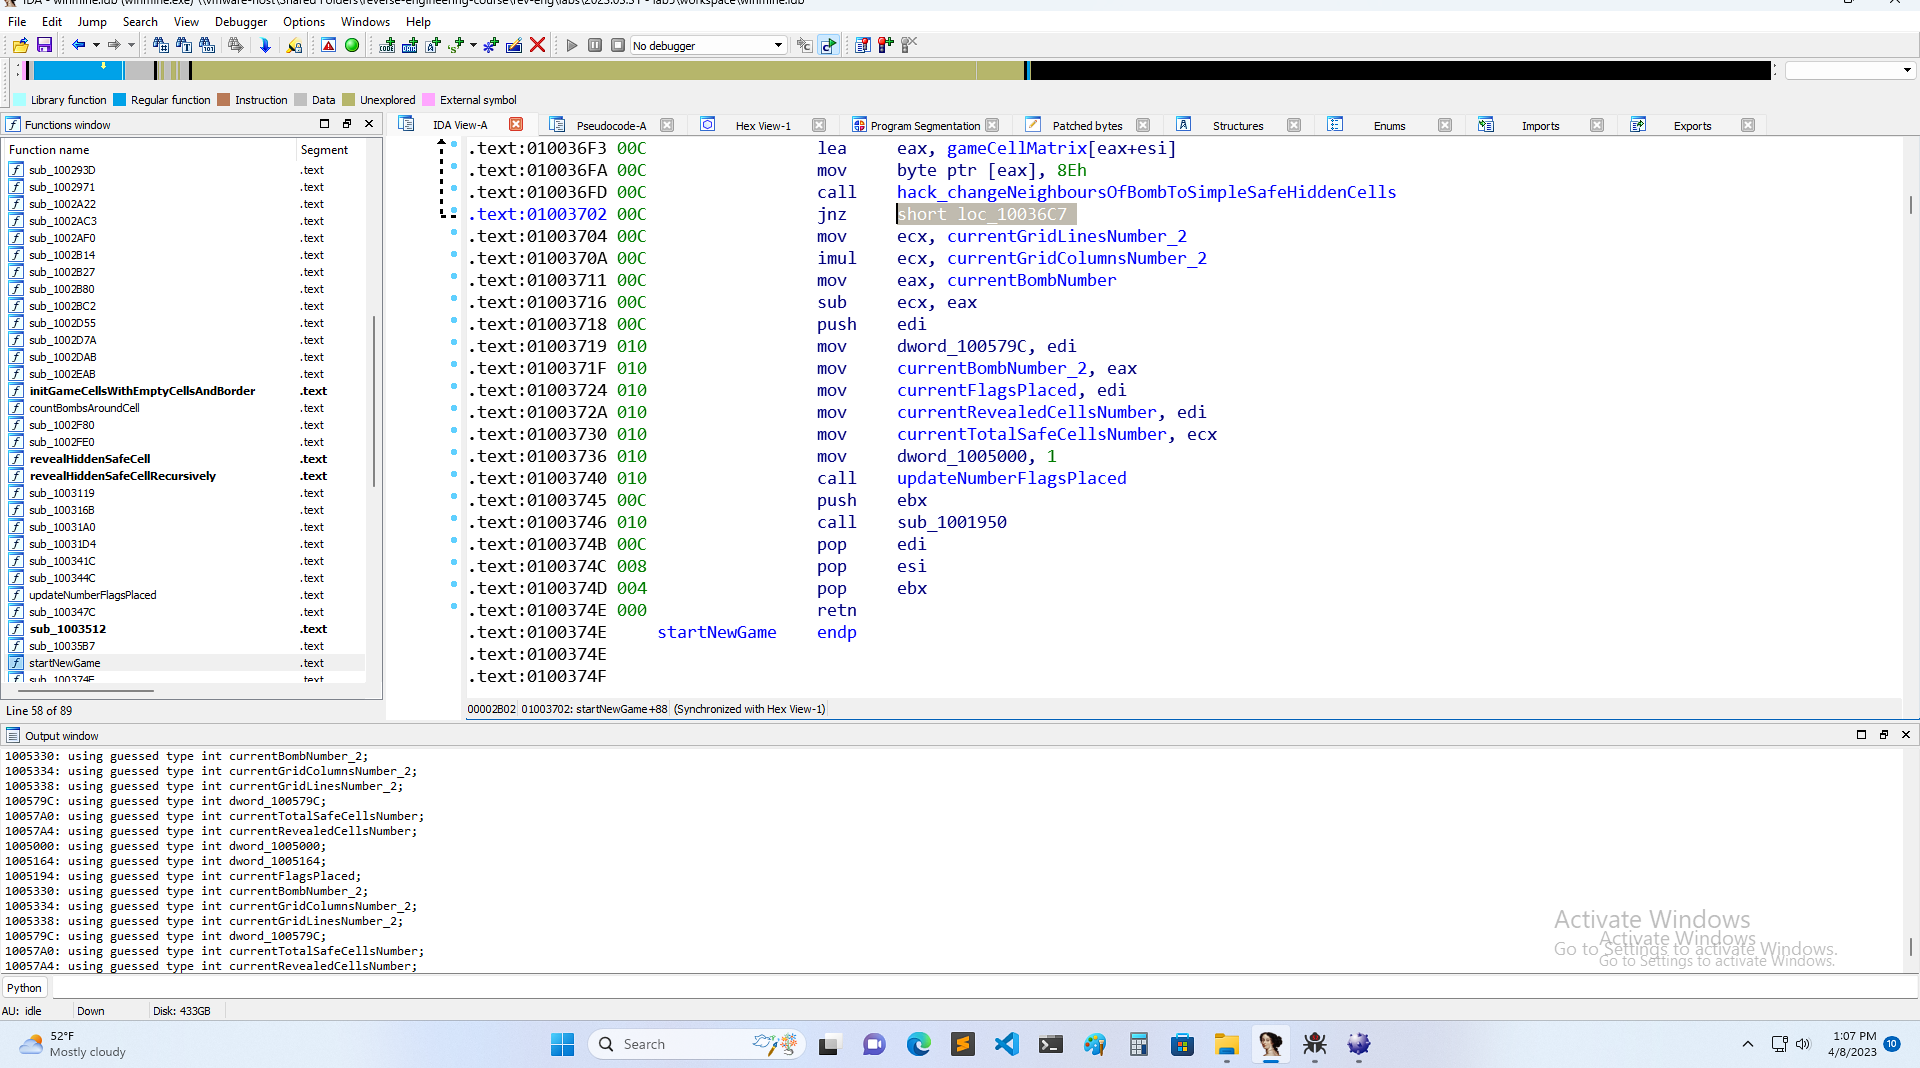 IDA - winmine.idb (winmine.exe) \\vmware-host\Shared Folders\reverse-engineering-course\rev-eng\labs\2023.03.31 - lab5\workspace\winmine.idb
File Edit Jump Search View Debugger Options Windows Help
No debugger
Library function Regular function Instruction Data Unexplored External symbol
Functions window
IDA View-A Pseudocode-A Hex View-1 Program Segmentation Patched bytes Structures Enums Imports Exports
Function name Segment
sub_100293D .text
sub_1002971 .text
sub_1002A22 .text
sub_1002AC3 .text
sub_1002AF0 .text
sub_1002B14 .text
sub_1002B27 .text
sub_1002B80 .text
sub_1002BC2 .text
sub_1002D55 .text
sub_1002D7A .text
sub_1002DAB .text
sub_1002EAB .text
initGameCellsWithEmptyCellsAndBorder .text
countBombsAroundCell .text
sub_1002F80 .text
sub_1002FE0 .text
revealHiddenSafeCell .text
revealHiddenSafeCellRecursively .text
sub_1003119 .text
sub_100316B .text
sub_10031A0 .text
sub_10031D4 .text
sub_100341C .text
sub_100344C .text
updateNumberFlagsPlaced .text
sub_100347C .text
sub_1003512 .text
sub_10035B7 .text
startNewGame .text
sub_100374F .text
Line 58 of 89
.text:010036F3 00C lea eax, gameCellMatrix[eax+esi]
.text:010036FA 00C mov byte ptr [eax], 8Eh
.text:010036FD 00C call hack_changeNeighboursOfBombToSimpleSafeHiddenCells
.text:01003702 00C jnz short loc_10036C7
.text:01003704 00C mov ecx, currentGridLinesNumber_2
.text:0100370A 00C imul ecx, currentGridColumnsNumber_2
.text:01003711 00C mov eax, currentBombNumber
.text:01003716 00C sub ecx, eax
.text:01003718 00C push edi
.text:01003719 010 mov dword_100579C, edi
.text:0100371F 010 mov currentBombNumber_2, eax
.text:01003724 010 mov currentFlagsPlaced, edi
.text:0100372A 010 mov currentRevealedCellsNumber, edi
.text:01003730 010 mov currentTotalSafeCellsNumber, ecx
.text:01003736 010 mov dword_1005000, 1
.text:01003740 010 call updateNumberFlagsPlaced
.text:01003745 00C push ebx
.text:01003746 010 call sub_1001950
.text:0100374B 00C pop edi
.text:0100374C 008 pop esi
.text:0100374D 004 pop ebx
.text:0100374E 000 retn
.text:0100374E startNewGame endp
.text:0100374E
.text:0100374F
00002B02 01003702: startNewGame+88 (Synchronized with Hex View-1)
Output window
1005330: using guessed type int currentBombNumber_2;
1005334: using guessed type int currentGridColumnsNumber_2;
1005338: using guessed type int currentGridLinesNumber_2;
100579C: using guessed type int dword_100579C;
10057A0: using guessed type int currentTotalSafeCellsNumber;
10057A4: using guessed type int currentRevealedCellsNumber;
1005000: using guessed type int dword_1005000;
1005164: using guessed type int dword_1005164;
1005194: using guessed type int currentFlagsPlaced;
1005330: using guessed type int currentBombNumber_2;
1005334: using guessed type int currentGridColumnsNumber_2;
1005338: using guessed type int currentGridLinesNumber_2;
100579C: using guessed type int dword_100579C;
10057A0: using guessed type int currentTotalSafeCellsNumber;
10057A4: using guessed type int currentRevealedCellsNumber;
Activate Windows
Go to Settings to activate Windows.
Activate Windows
Go to Settings to activate Windows.
Python
AU: idle Down Disk: 433GB
52°F
Mostly cloudy
Search
1:07 PM
4/8/2023
10